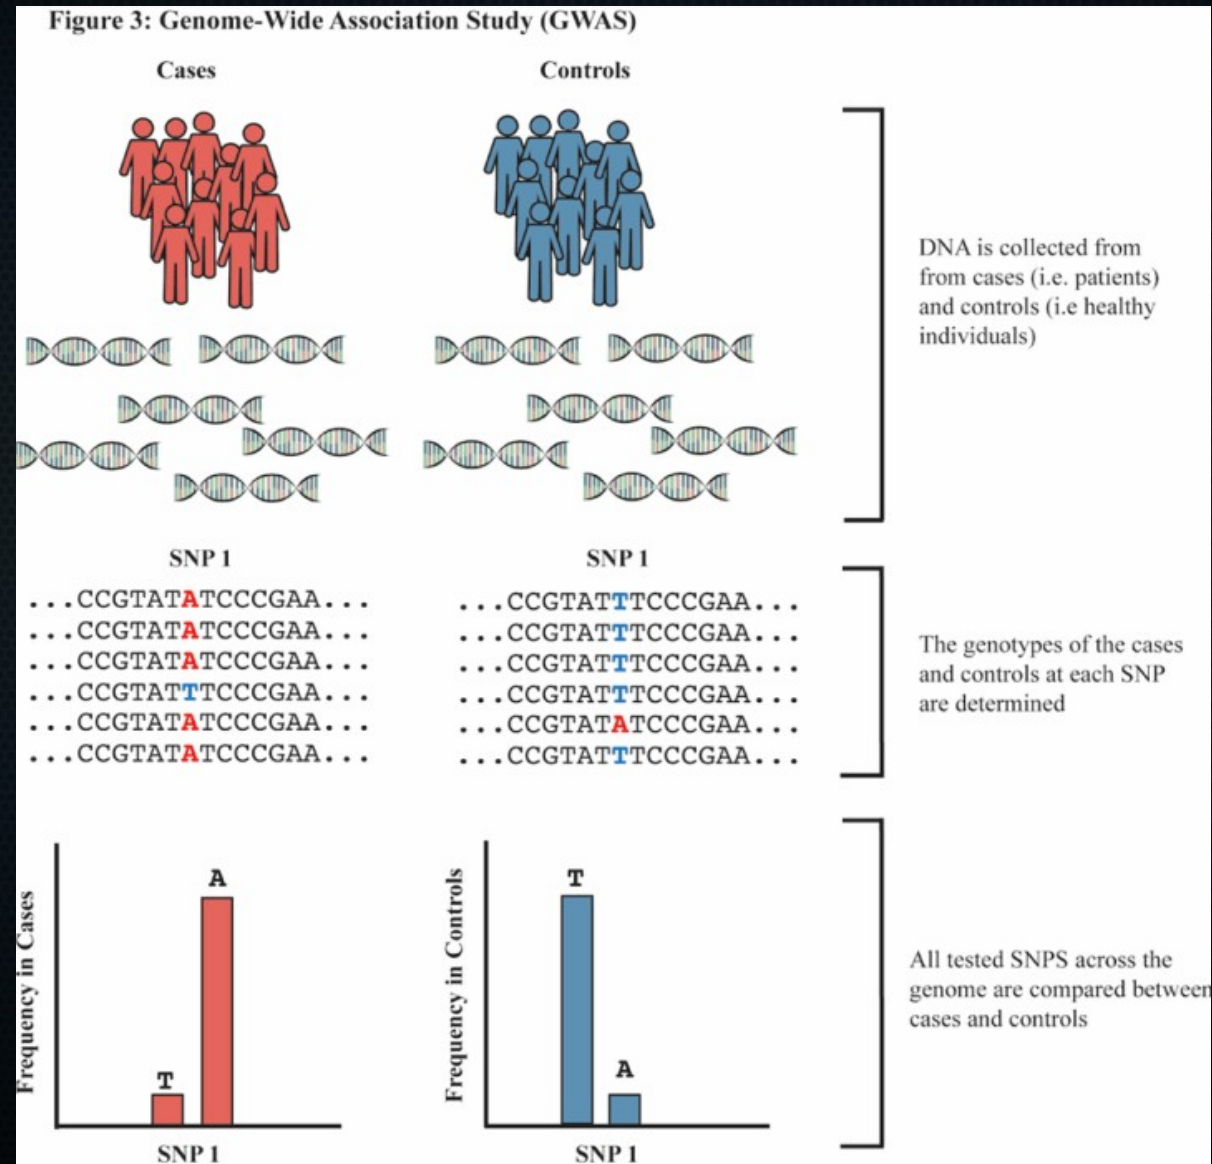 Figure 3: Genome-Wide Association Study (GWAS)
Cases
Controls
DNA is collected from
from cases (i.e. patients)
and controls (i.e healthy
individuals)
SNP 1
...CCGTATATCCCGAA...
...CCGTATATCCCGAA...
...CCGTATATCCCGAA...
...CCGTATTTCCCGAA...
...CCGTATATCCCGAA...
...CCGTATATCCCGAA...
SNP 1
...CCGTATTTCCCGAA...
...CCGTATTTCCCGAA...
...CCGTATTTCCCGAA...
...CCGTATTTCCCGAA...
...CCGTATATCCCGAA...
...CCGTATTTCCCGAA...
The genotypes of the cases
and controls at each SNP
are determined
Frequency in Cases
T
A
SNP 1
Frequency in Controls
T
A
SNP 1
All tested SNPS across the
genome are compared between
cases and controls